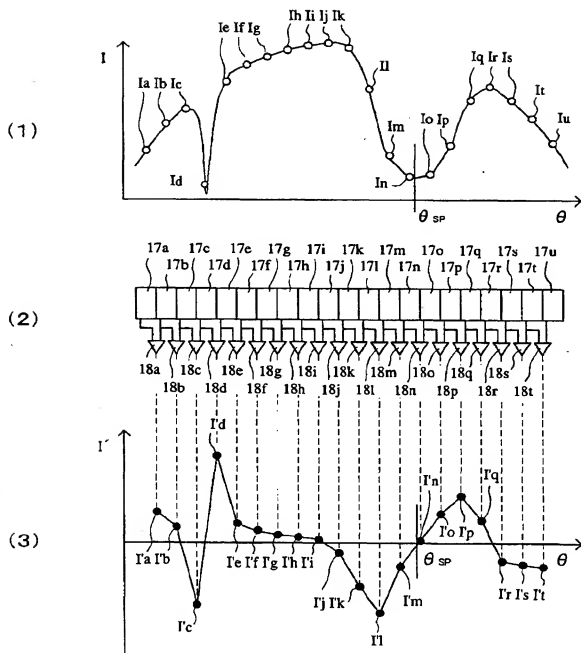 (1)
I
Ia Ib Ic
Id
Ie If Ig Ih Ii Ij Ik
Il
Im
In
Io Ip
Iq Ir Is
It
Iu
θSP
θ
(2)
17a 17c 17e 17g 17i 17k 17m 17o 17q 17s 17u
17b 17d 17f 17h 17j 17l 17n 17p 17r 17t
18a 18c 18e 18g 18i 18k 18m 18o 18q 18s
18b 18d 18f 18h 18j 18l 18n 18p 18r 18t
(3)
I´
I'd
I'n
I'q
I'o I'p
I'a I'b
I'e I'f I'g I'h I'i
θSP
θ
I'j I'k
I'm
I'r I's I't
I'c
I'l